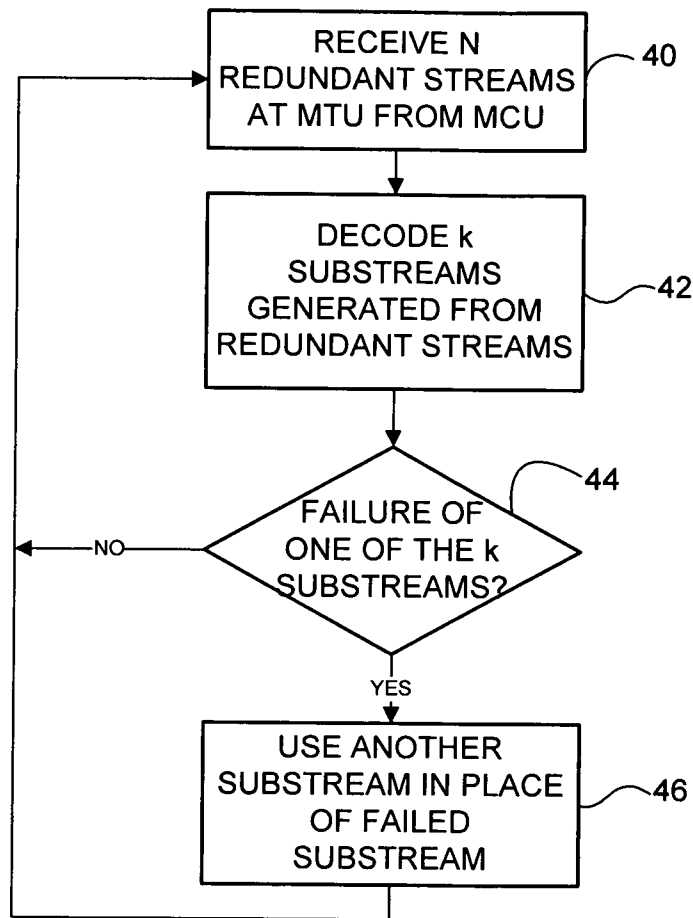 RECEIVE N
REDUNDANT STREAMS
AT MTU FROM MCU
40
DECODE k
SUBSTREAMS
GENERATED FROM
REDUNDANT STREAMS
42
44
FAILURE OF
ONE OF THE k
SUBSTREAMS?
NO
YES
USE ANOTHER
SUBSTREAM IN PLACE
OF FAILED
SUBSTREAM
46